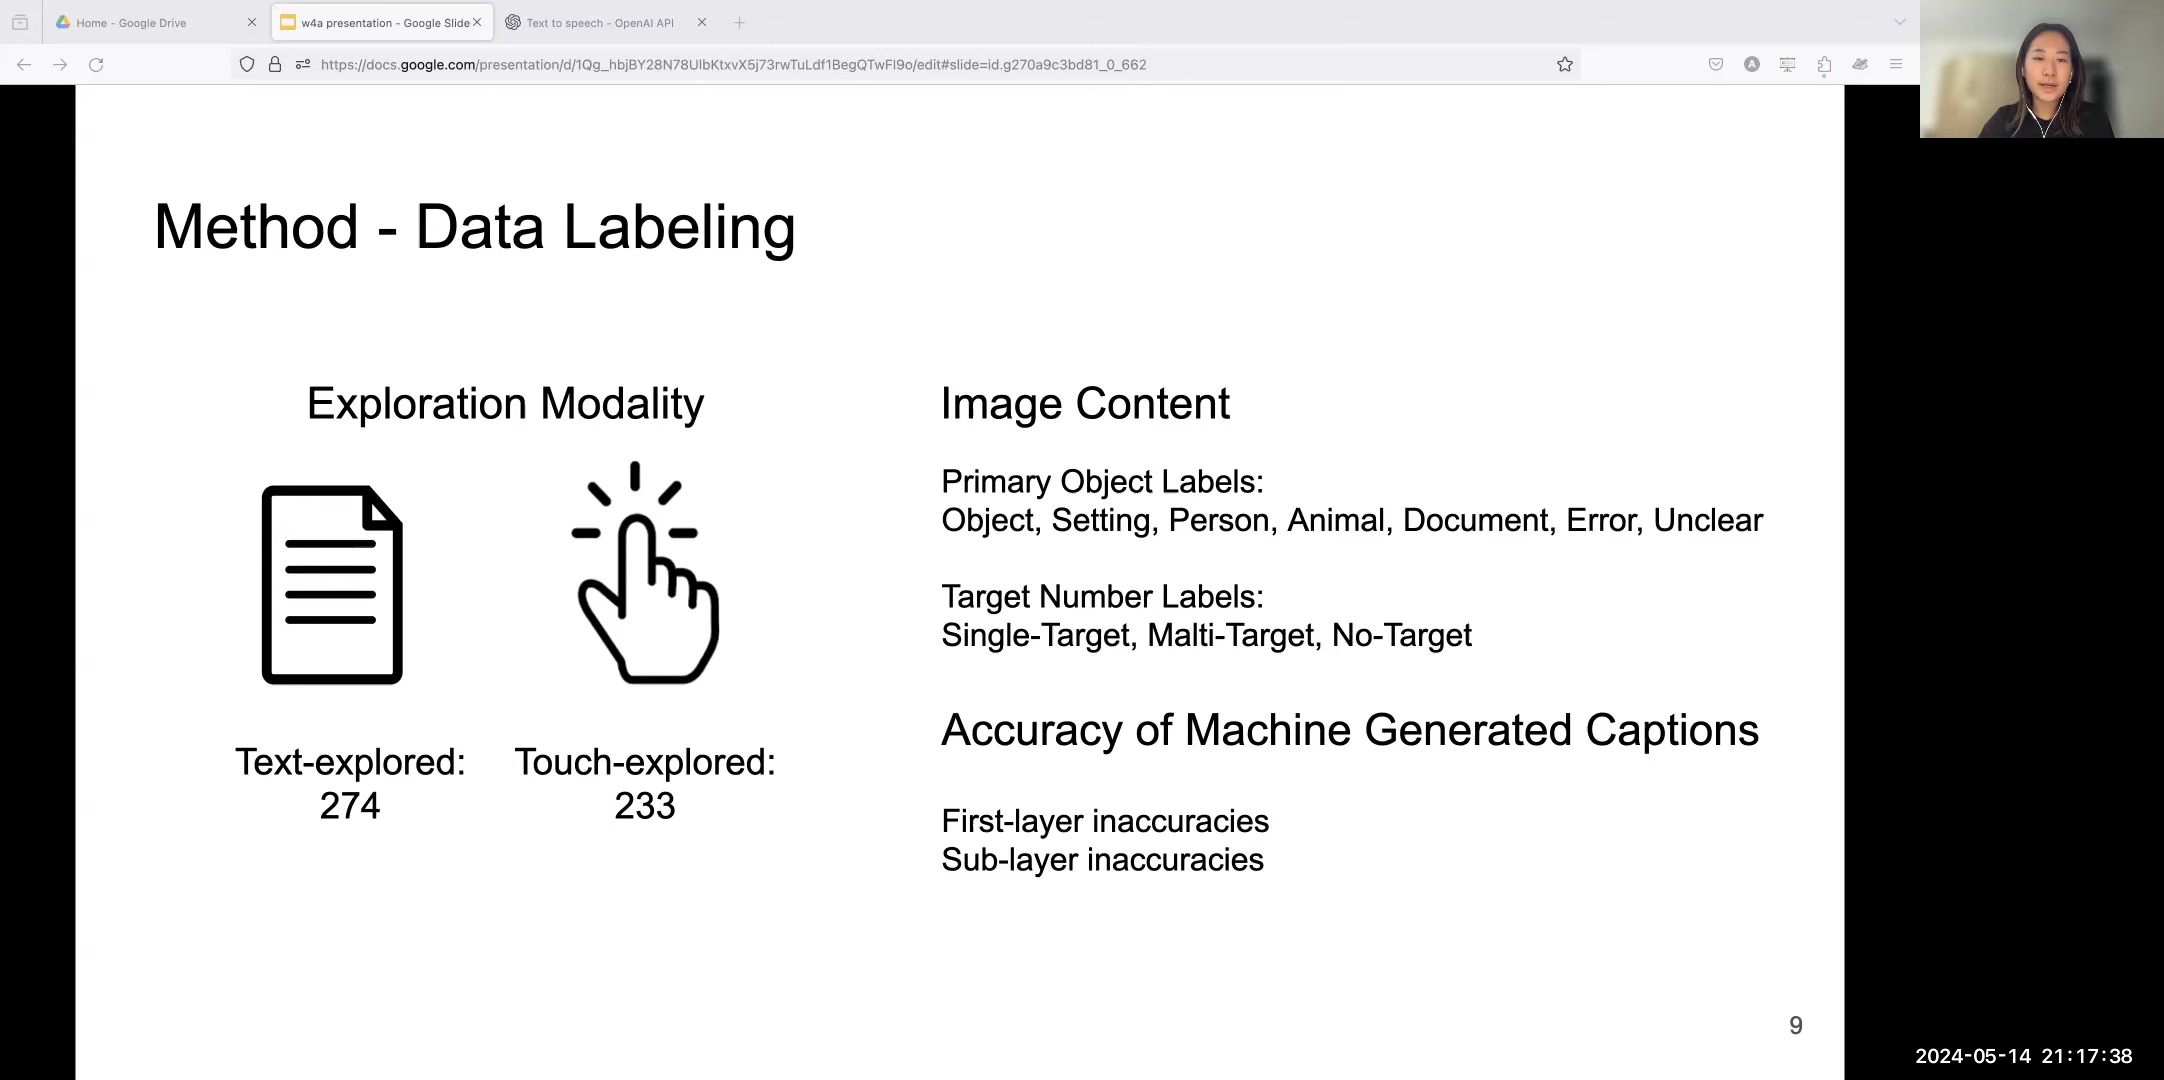 Home - Google Drive
w4a presentation - Google Slide
Text to speech - OpenAI API
https://docs.google.com/presentation/d/1Qg_hbjBY28N78UlbKtxvX5j73rwTuLdf1BegQTwFl9o/edit#slide=id.g270a9c3bd81_0_662
Method - Data Labeling
Exploration Modality
Text-explored:
274
Touch-explored:
233
Image Content
Primary Object Labels:
Object, Setting, Person, Animal, Document, Error, Unclear
Target Number Labels:
Single-Target, Malti-Target, No-Target
Accuracy of Machine Generated Captions
First-layer inaccuracies
Sub-layer inaccuracies
9
2024-05-14 21:17:38